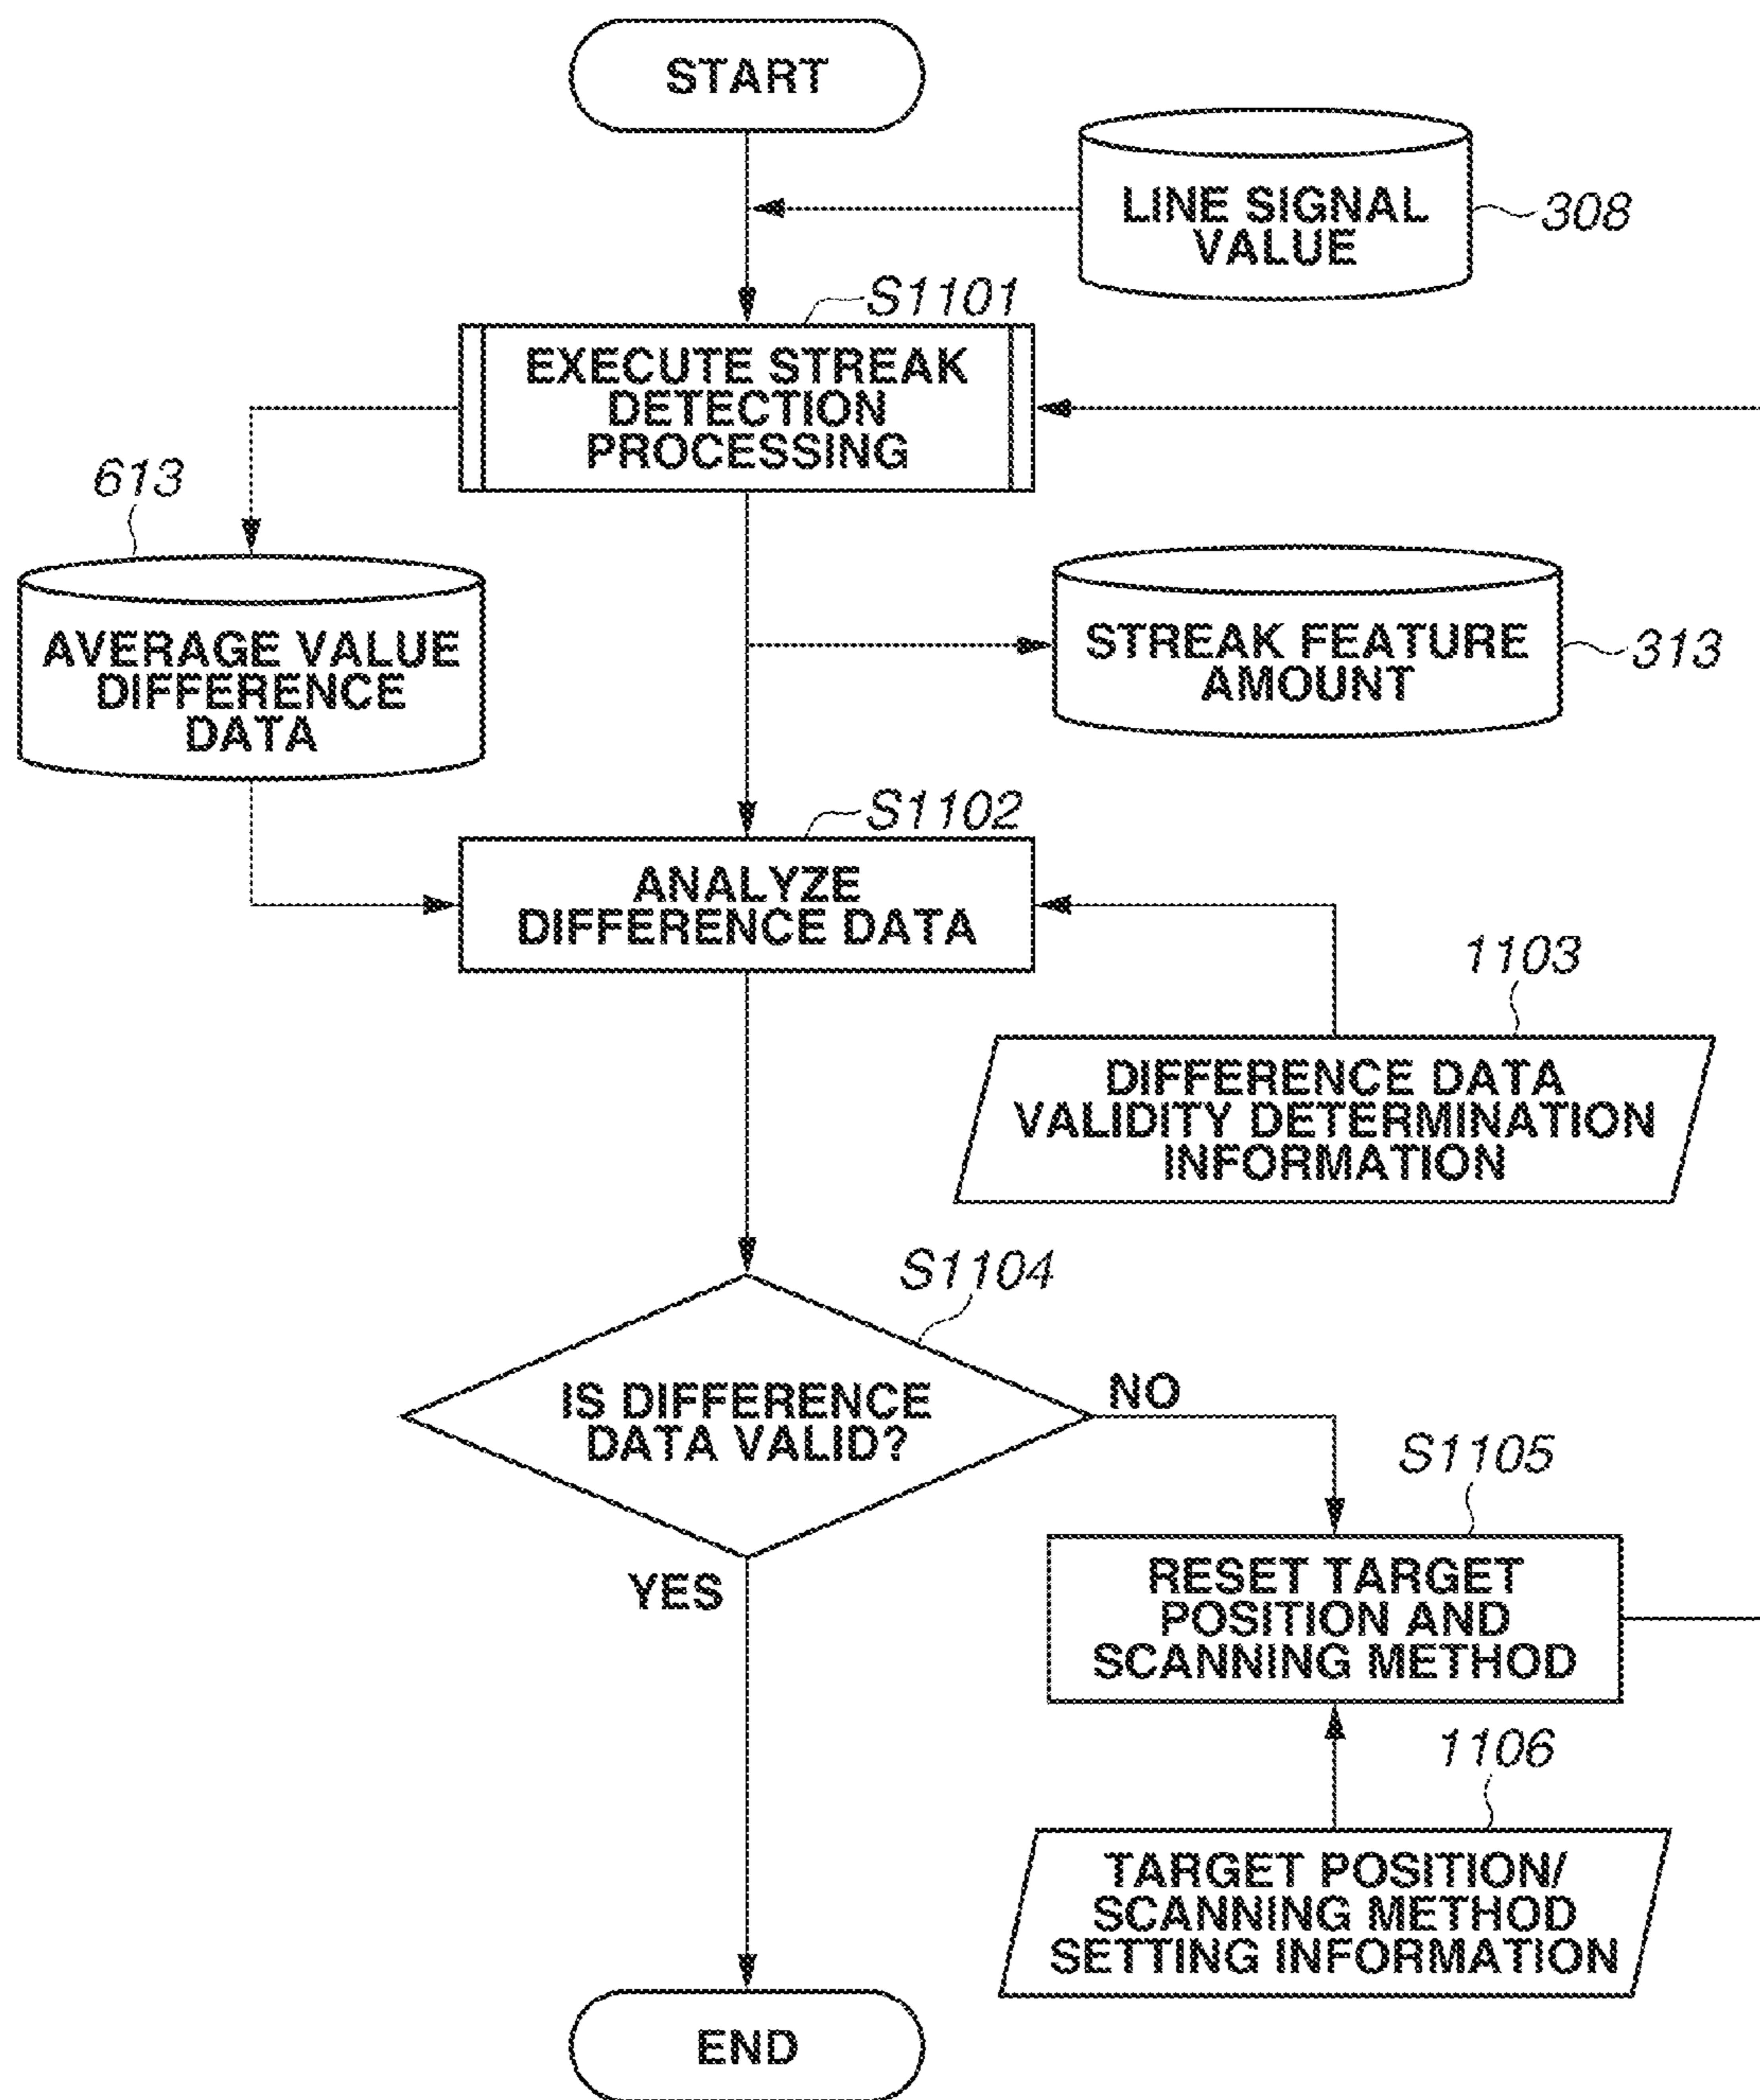 START
LINE SIGNAL
VALUE
308
S1101
EXECUTE STREAK
DETECTION
PROCESSING
613
AVERAGE VALUE
DIFFERENCE
DATA
STREAK FEATURE
AMOUNT
313
S1102
ANALYZE
DIFFERENCE DATA
1103
DIFFERENCE DATA
VALIDITY DETERMINATION
INFORMATION
S1104
IS DIFFERENCE
DATA VALID?
NO
YES
S1105
RESET TARGET
POSITION AND
SCANNING METHOD
1106
TARGET POSITION/
SCANNING METHOD
SETTING INFORMATION
END